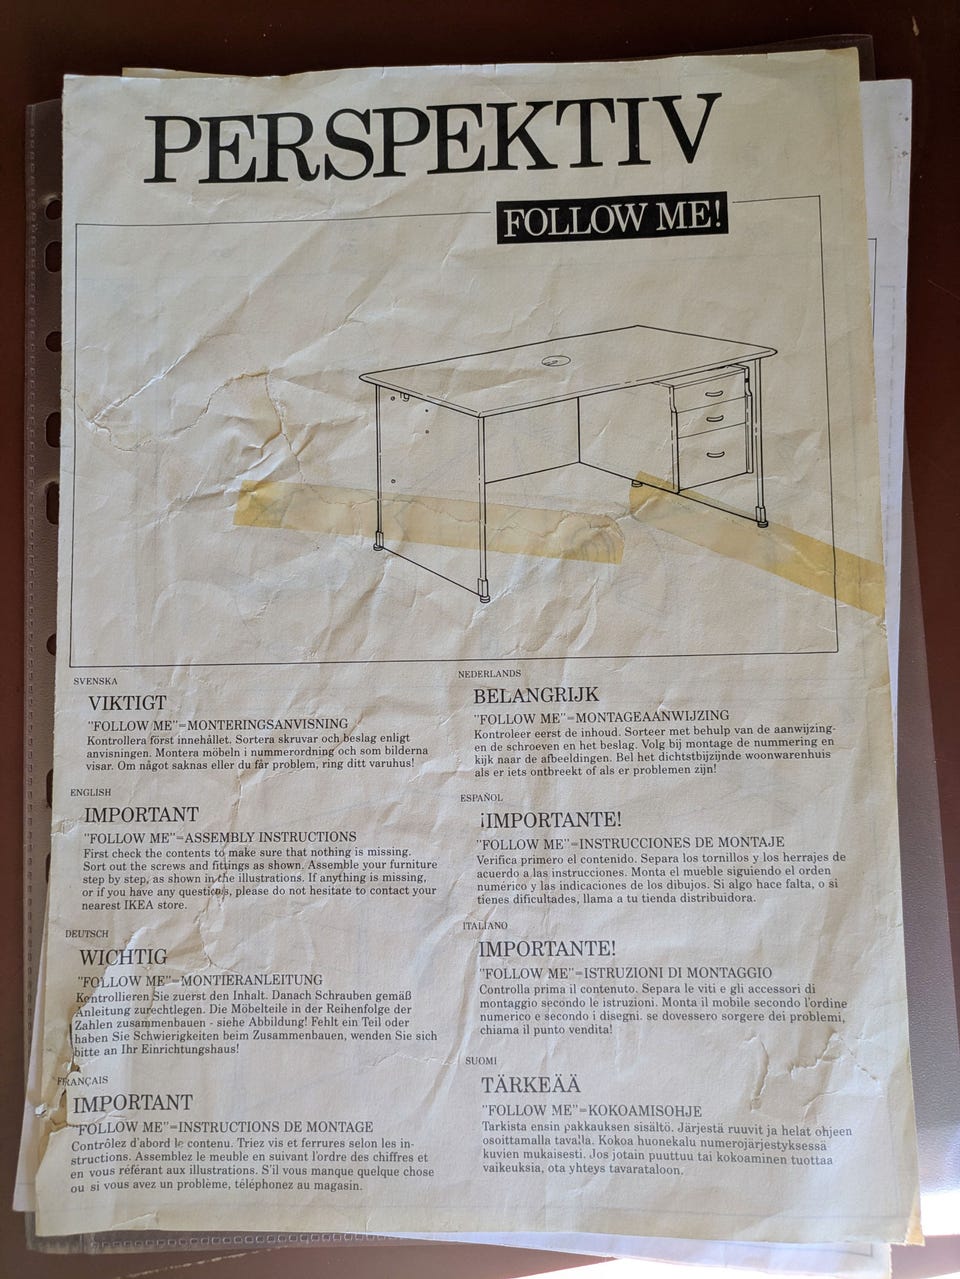 PERSPEKTIV
FOLLOW ME!
SVENSKA
VIKTIGT
"FOLLOW ME"=MONTERINGSANVISNING
Kontrollera först innehållet. Sortera skruvar och beslag enligt
anvisningen. Montera möbeln i nummerordning och som bilderna
visar. Om något saknas eller du får problem, ring ditt varuhus!
ENGLISH
IMPORTANT
"FOLLOW ME"=ASSEMBLY INSTRUCTIONS
First check the contents to make sure that nothing is missing.
Sort out the screws and fittings as shown. Assemble your furniture
step by step, as shown in the illustrations. If anything is missing,
or if you have any questions, please do not hesitate to contact your
nearest IKEA store.
DEUTSCH
WICHTIG
"FOLLOW ME"=MONTIERANLEITUNG
Kontrollieren Sie zuerst den Inhalt. Danach Schrauben gemäß
Anleitung zurechtlegen. Die Möbelteile in der Reihenfolge der
Zahlen zusammenbauen - siehe Abbildung! Fehlt ein Teil oder
haben Sie Schwierigkeiten beim Zusammenbauen, wenden Sie sich
bitte an Ihr Einrichtungshaus!
FRANÇAIS
IMPORTANT
"FOLLOW ME"=INSTRUCTIONS DE MONTAGE
Contrôlez d'abord le contenu. Triez vis et ferrures selon les in-
structions. Assemblez le meuble en suivant l'ordre des chiffres et
en vous référant aux illustrations. S'il vous manque quelque chose
ou si vous avez un problème, téléphonez au magasin.
NEDERLANDS
BELANGRIJK
"FOLLOW ME"=MONTAGEAANWIJZING
Kontroleer eerst de inhoud. Sorteer met behulp van de aanwijzing-
en de schroeven en het beslag. Volg bij montage de nummering en
kijk naar de afbeeldingen. Bel het dichtstbijzijnde woonwarenhuis
als er iets ontbreekt of als er problemen zijn!
ESPAÑOL
¡IMPORTANTE!
"FOLLOW ME"=INSTRUCCIONES DE MONTAJE
Verifica primero el contenido. Separa los tornillos y los herrajes de
acuerdo a las instrucciones. Monta el mueble siguiendo el orden
numérico y las indicaciones de los dibujos. Si algo hace falta, o si
tienes dificultades, llama a tu tienda distribuidora.
ITALIANO
IMPORTANTE!
"FOLLOW ME"=ISTRUZIONI DI MONTAGGIO
Controlla prima il contenuto. Separa le viti e gli accessori di
montaggio secondo le istruzioni. Monta il mobile secondo l'ordine
numerico e secondo i disegni. se dovessero sorgere dei problemi,
chiama il punto vendita!
SUOMI
TÄRKEÄÄ
"FOLLOW ME"=KOKOAMISOHJE
Tarkista ensin pakkauksen sisältö. Järjestä ruuvit ja helat ohjeen
osoittamalla tavalla. Kokoa huonekalu numerojärjestyksessä
kuvien mukaisesti. Jos jotain puuttuu tai kokoaminen tuottaa
vaikeuksia, ota yhteys tavarataloon.